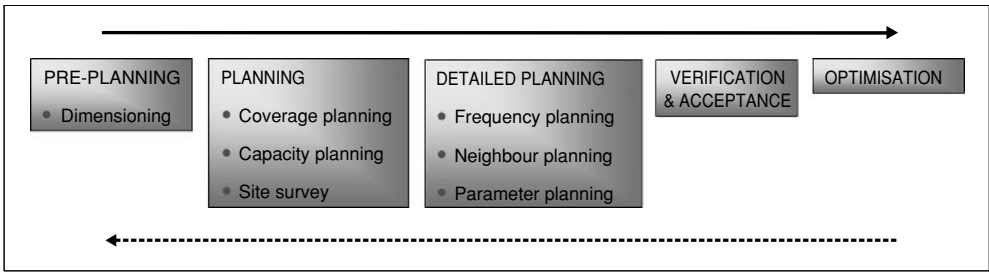 PRE-PLANNING
• Dimensioning
PLANNING
• Coverage planning
• Capacity planning
• Site survey
DETAILED PLANNING
• Frequency planning
• Neighbour planning
• Parameter planning
VERIFICATION
& ACCEPTANCE
OPTIMISATION